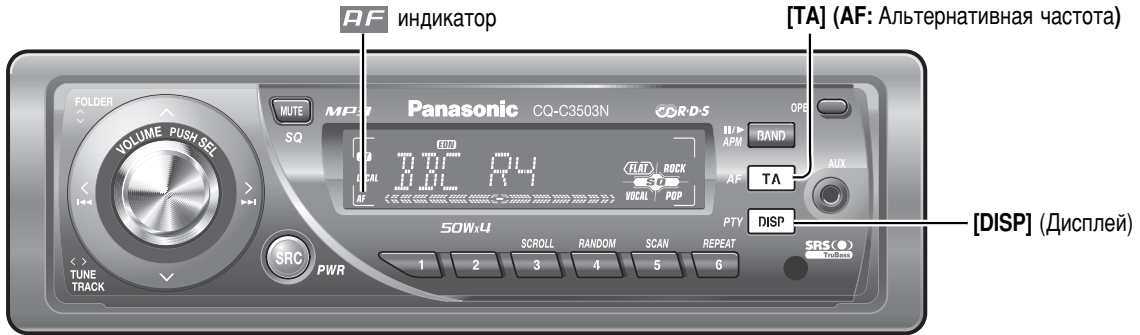 AF индикатор
[TA] (AF: Альтернативная частота)
FOLDER
VOLUME PUSH SEL
MUTE
SQ
MP3
Panasonic CQ-C3503N
R·D·S
OPEN
APM
BAND
EON
LOCAL
AF
BBC R4
FLAT
ROCK
SQ
VOCAL
POP
AF
TA
AUX
PTY
DISP
[DISP] (Дисплей)
50Wx4
SRC
PWR
TUNE
TRACK
SCROLL
RANDOM
SCAN
REPEAT
1
2
3
4
5
6
SRS
TruBass